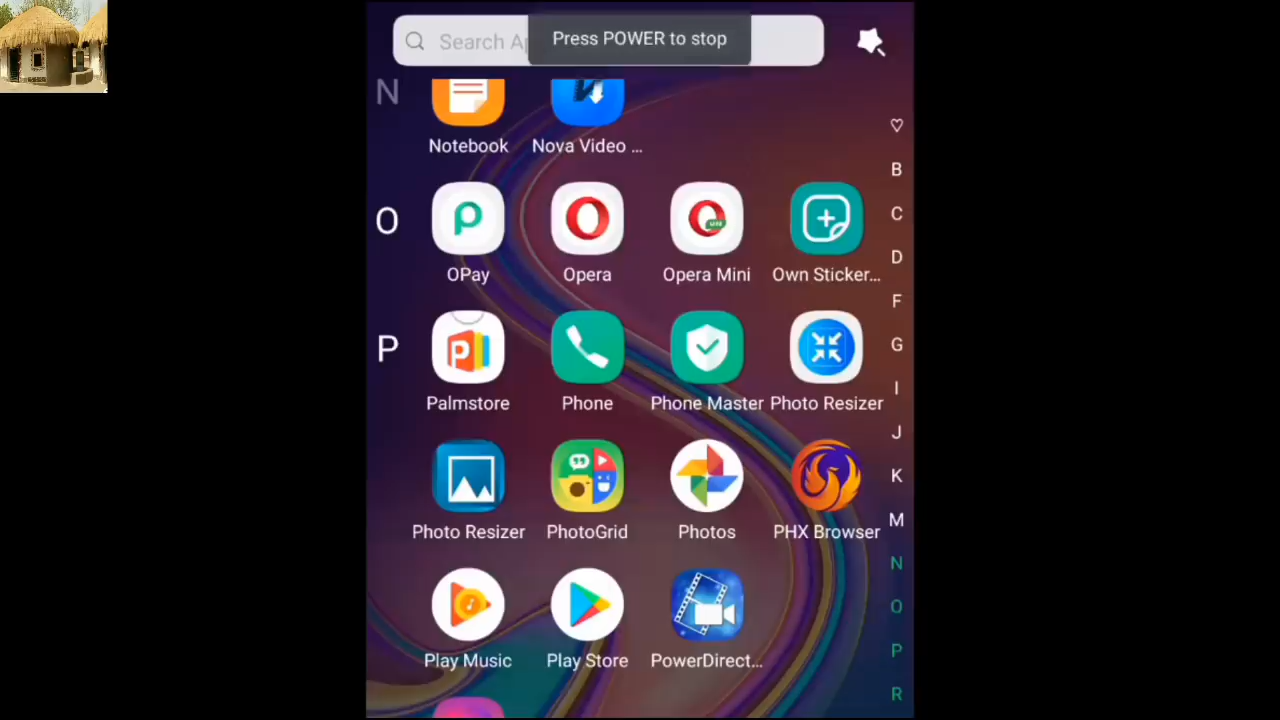 Search Ap
Press POWER to stop
N
Notebook
Nova Video ...
O
OPay
Opera
Opera Mini
Own Sticker...
P
Palmstore
Phone
Phone Master
Photo Resizer
Photo Resizer
PhotoGrid
Photos
PHX Browser
Play Music
Play Store
PowerDirect...
B
C
D
F
G
I
J
K
M
N
O
P
R